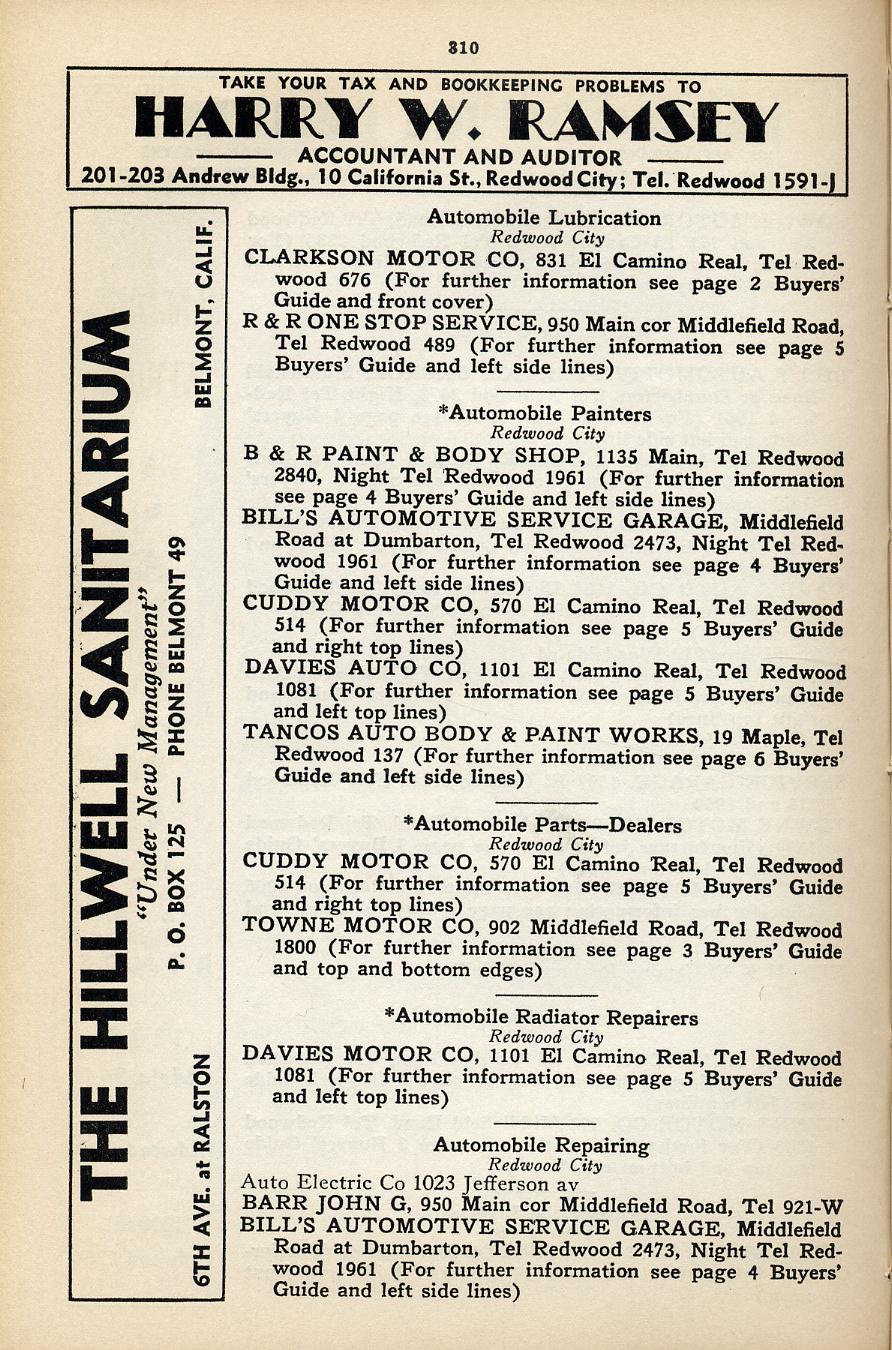 310
TAKE YOUR TAX AND BOOKKEEPING PROBLEMS TO
HARRY W. RAMSEY
ACCOUNTANT AND AUDITOR
201-203 Andrew Bldg., 10 California St., Redwood City; Tel. Redwood 1591-J
THE HILLWELL SANITARIUM
"Under New Management"
P. O. BOX 125 — PHONE BELMONT 49
6TH AVE. at RALSTON BELMONT, CALIF.
Automobile Lubrication
Redwood City
CLARKSON MOTOR CO, 831 El Camino Real, Tel Red-
wood 676 (For further information see page 2 Buyers'
Guide and front cover)
R & R ONE STOP SERVICE, 950 Main cor Middlefield Road,
Tel Redwood 489 (For further information see page 5
Buyers' Guide and left side lines)
*Automobile Painters
Redwood City
B & R PAINT & BODY SHOP, 1135 Main, Tel Redwood
2840, Night Tel Redwood 1961 (For further information
see page 4 Buyers' Guide and left side lines)
BILL'S AUTOMOTIVE SERVICE GARAGE, Middlefield
Road at Dumbarton, Tel Redwood 2473, Night Tel Red-
wood 1961 (For further information see page 4 Buyers'
Guide and left side lines)
CUDDY MOTOR CO, 570 El Camino Real, Tel Redwood
514 (For further information see page 5 Buyers' Guide
and right top lines)
DAVIES AUTO CO, 1101 El Camino Real, Tel Redwood
1081 (For further information see page 5 Buyers' Guide
and left top lines)
TANCOS AUTO BODY & PAINT WORKS, 19 Maple, Tel
Redwood 137 (For further information see page 6 Buyers'
Guide and left side lines)
*Automobile Parts—Dealers
Redwood City
CUDDY MOTOR CO, 570 El Camino Real, Tel Redwood
514 (For further information see page 5 Buyers' Guide
and right top lines)
TOWNE MOTOR CO, 902 Middlefield Road, Tel Redwood
1800 (For further information see page 3 Buyers' Guide
and top and bottom edges)
*Automobile Radiator Repairers
Redwood City
DAVIES MOTOR CO, 1101 El Camino Real, Tel Redwood
1081 (For further information see page 5 Buyers' Guide
and left top lines)
Automobile Repairing
Redwood City
Auto Electric Co 1023 Jefferson av
BARR JOHN G, 950 Main cor Middlefield Road, Tel 921-W
BILL'S AUTOMOTIVE SERVICE GARAGE, Middlefield
Road at Dumbarton, Tel Redwood 2473, Night Tel Red-
wood 1961 (For further information see page 4 Buyers'
Guide and left side lines)